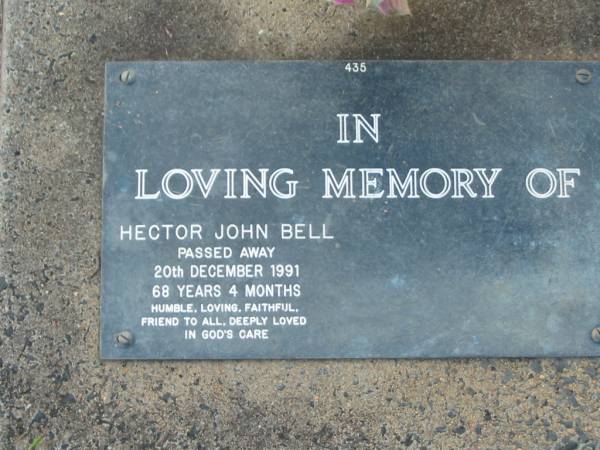 435
IN
LOVING MEMORY OF
HECTOR JOHN BELL
PASSED AWAY
20th DECEMBER 1991
68 YEARS 4 MONTHS
HUMBLE, LOVING, FAITHFUL,
FRIEND TO ALL, DEEPLY LOVED
IN GOD'S CARE